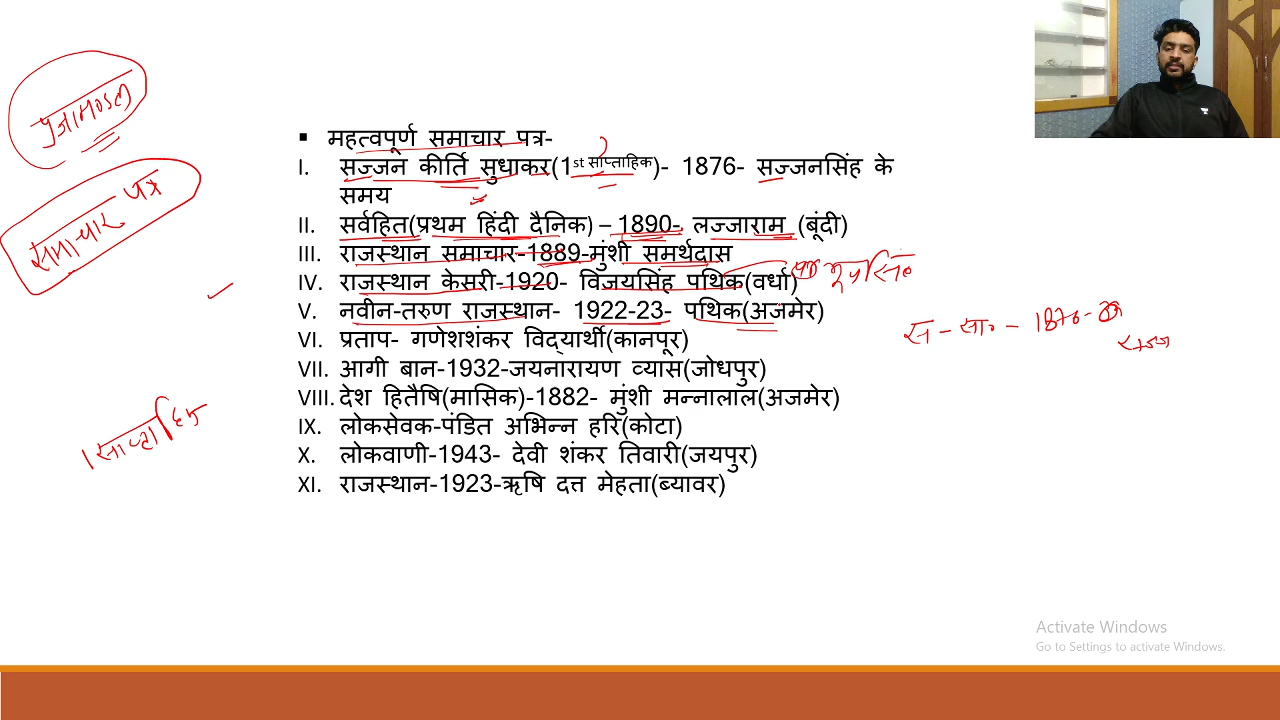 प्रजामण्डल
समाचार पत्र
▪ महत्वपूर्ण समाचार पत्र-
I. सज्जन कीर्ति सुधाकर(1st साप्ताहिक)- 1876- सज्जनसिंह के
समय
II. सर्वहित(प्रथम हिंदी दैनिक) – 1890- लज्जाराम (बूंदी)
III. राजस्थान समाचार-1889-मुंशी समर्थदास
IV. राजस्थान केसरी-1920- विजयसिंह पथिक(वर्धा)
V. नवीन-तरुण राजस्थान- 1922-23- पथिक(अजमेर)
VI. प्रताप- गणेशशंकर विद्यार्थी(कानपूर)
VII. आगी बान-1932-जयनारायण व्यास(जोधपुर)
VIII. देश हितैषि(मासिक)-1882- मुंशी मन्नालाल(अजमेर)
IX. लोकसेवक-पंडित अभिन्न हरि(कोटा)
X. लोकवाणी-1943- देवी शंकर तिवारी(जयपुर)
XI. राजस्थान-1923-ऋषि दत्त मेहता(ब्यावर)
स - सा॰ - 1876-
साप्ताहिक
Activate Windows
Go to Settings to activate Windows.